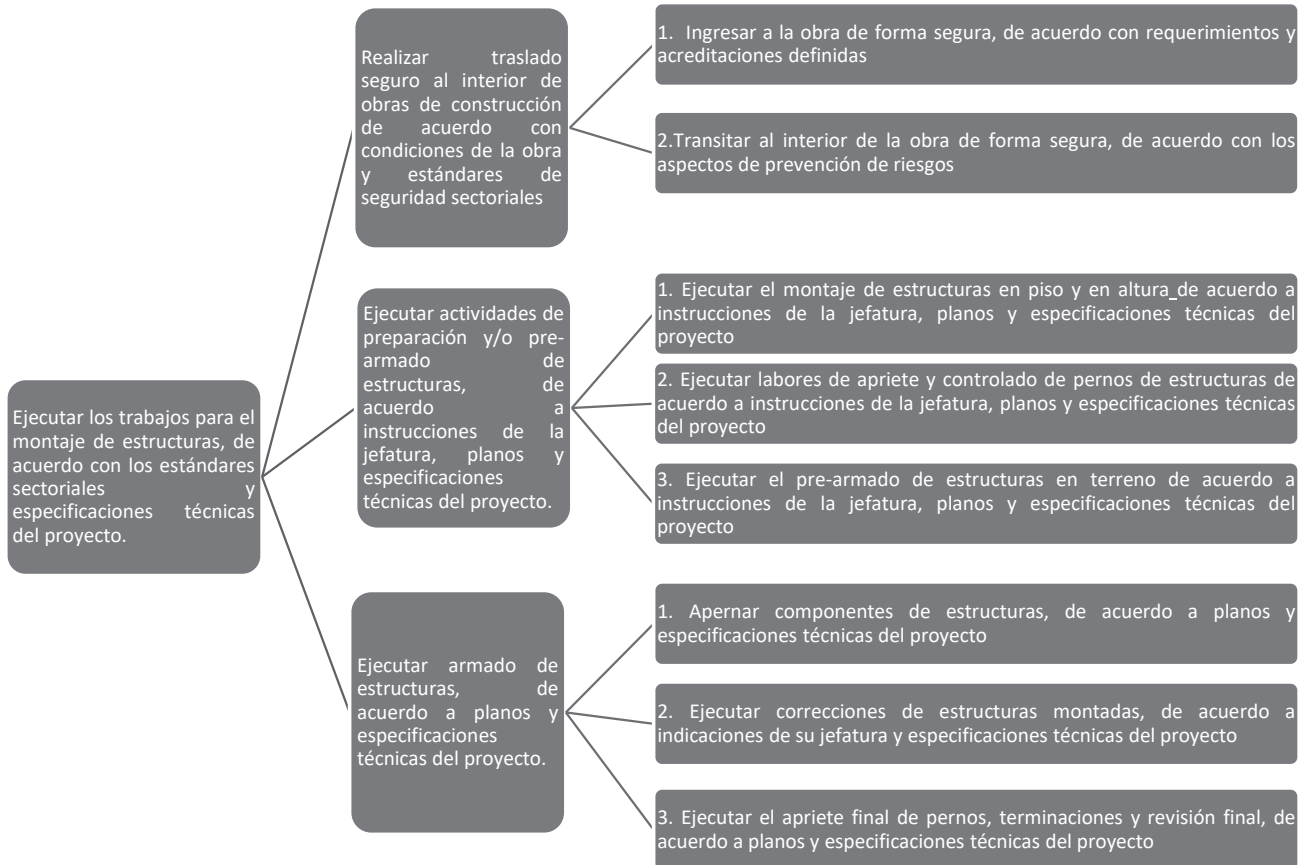 Ejecutar los trabajos para el
montaje de estructuras, de
acuerdo con los estándares
sectoriales y
especificaciones técnicas
del proyecto.
Realizar traslado
seguro al interior de
obras de construcción
de acuerdo con
condiciones de la obra
y estándares de
seguridad sectoriales
1. Ingresar a la obra de forma segura, de acuerdo con requerimientos y
acreditaciones definidas
2.Transitar al interior de la obra de forma segura, de acuerdo con los
aspectos de prevención de riesgos
Ejecutar actividades de
preparación y/o pre-
armado de
estructuras, de
acuerdo a
instrucciones de la
jefatura, planos y
especificaciones
técnicas del proyecto.
1. Ejecutar el montaje de estructuras en piso y en altura de acuerdo a
instrucciones de la jefatura, planos y especificaciones técnicas del
proyecto
2. Ejecutar labores de apriete y controlado de pernos de estructuras de
acuerdo a instrucciones de la jefatura, planos y especificaciones técnicas
del proyecto
3. Ejecutar el pre-armado de estructuras en terreno de acuerdo a
instrucciones de la jefatura, planos y especificaciones técnicas del
proyecto
Ejecutar armado de
estructuras, de
acuerdo a planos y
especificaciones
técnicas del proyecto.
1. Apernar componentes de estructuras, de acuerdo a planos y
especificaciones técnicas del proyecto
2. Ejecutar correcciones de estructuras montadas, de acuerdo a
indicaciones de su jefatura y especificaciones técnicas del proyecto
3. Ejecutar el apriete final de pernos, terminaciones y revisión final, de
acuerdo a planos y especificaciones técnicas del proyecto